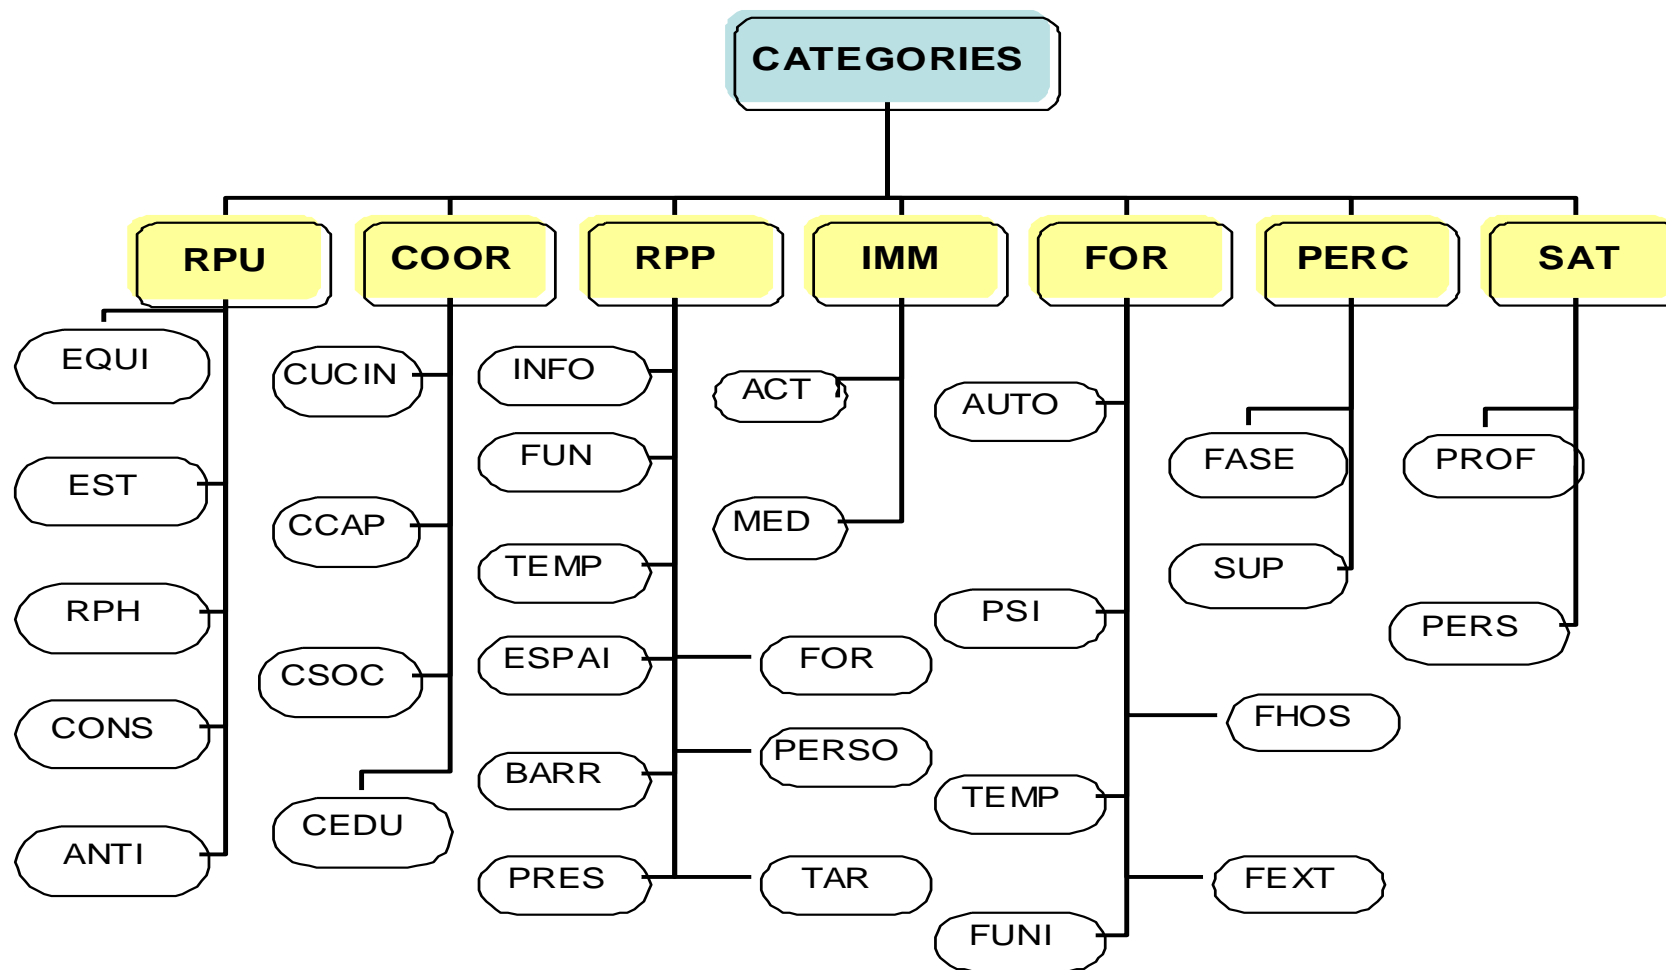 CATEGORIES
RPU
COOR
RPP
IMM
FOR
PERC
SAT
EQUI
EST
RPH
CONS
ANTI
CUCIN
CCAP
CSOC
CEDU
INFO
FUN
TEMP
ESPAI
BARR
PRES
FOR
PERSO
TAR
ACT
MED
AUTO
PSI
TEMP
FUNI
FHOS
FEXT
FASE
SUP
PROF
PERS